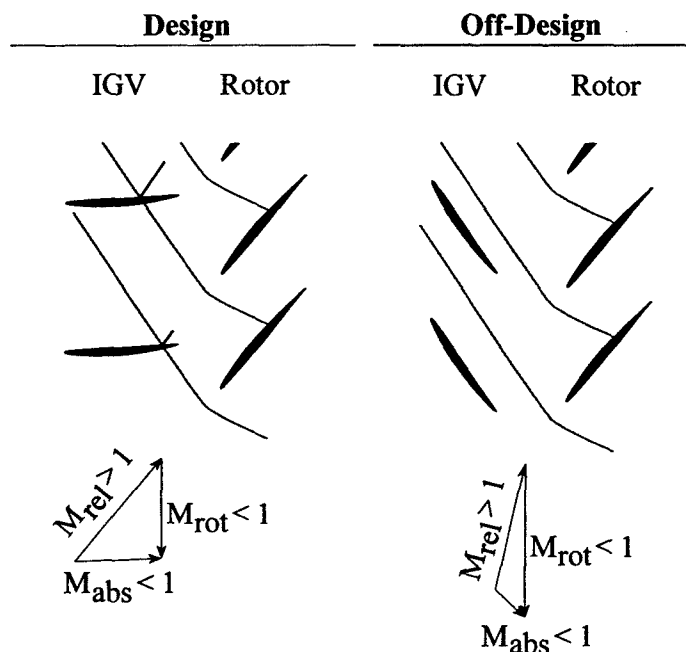 Design
Off-Design
IGV Rotor
IGV Rotor
M_rel > 1
M_rot < 1
M_abs < 1
M_rel > 1
M_rot < 1
M_abs < 1